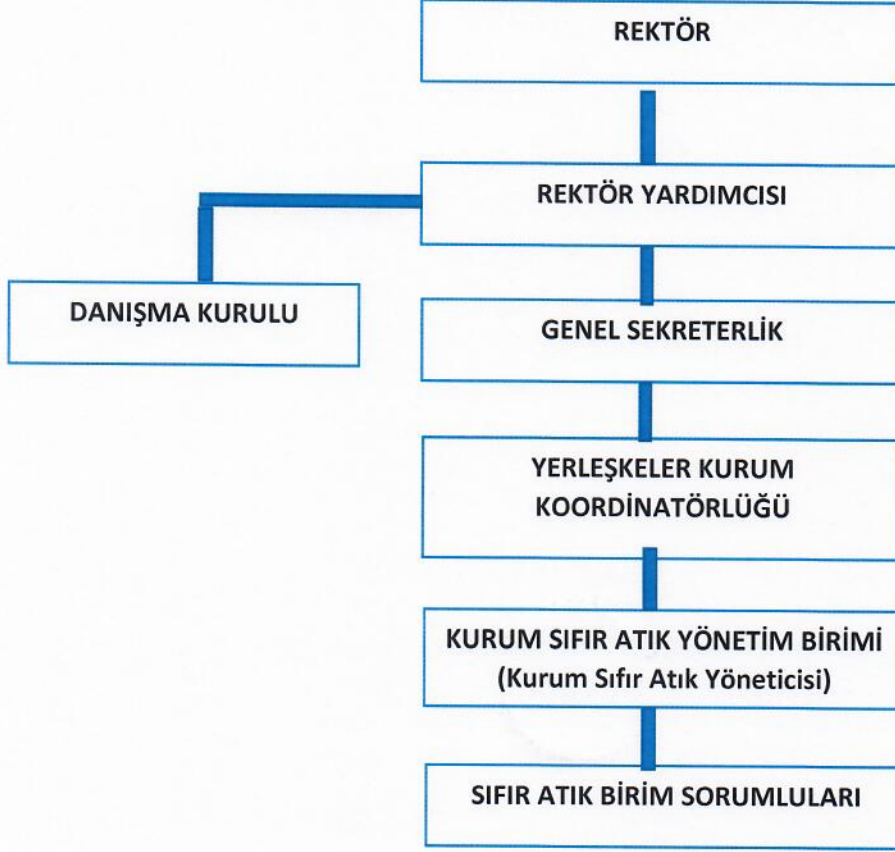 REKTÖR
REKTÖR YARDIMCISI
DANIŞMA KURULU
GENEL SEKRETERLİK
YERLEŞKELER KURUM
KOORDİNATÖRLÜĞÜ
KURUM SIFIR ATIK YÖNETİM BİRİMİ
(Kurum Sıfır Atık Yöneticisi)
SIFIR ATIK BİRİM SORUMLULARI